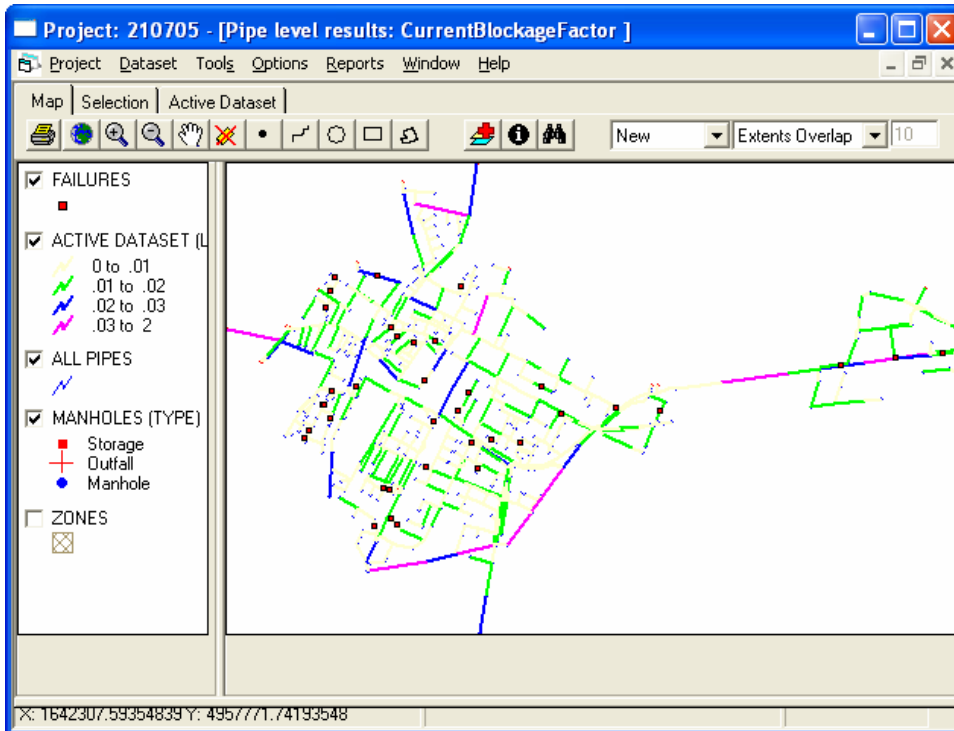 Project: 210705 - [Pipe level results: CurrentBlockageFactor ]
Project Dataset Tools Options Reports Window Help
Map Selection Active Dataset
New Extents Overlap 10
FAILURES
ACTIVE DATASET (L
0 to .01
.01 to .02
.02 to .03
.03 to 2
ALL PIPES
MANHOLES (TYPE)
Storage
Outfall
Manhole
ZONES
X: 1642307.59354839 Y: 4957771.74193548